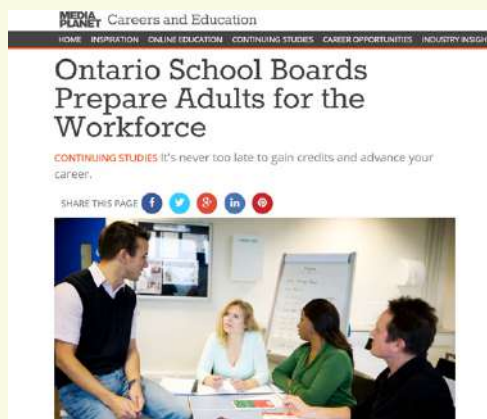 MEDIA
PLANET Careers and Education
HOME INSPIRATION ONLINE EDUCATION CONTINUING STUDIES CAREER OPPORTUNITIES INDUSTRY INSIGH
Ontario School Boards
Prepare Adults for the
Workforce
CONTINUING STUDIES It's never too late to gain credits and advance your
career.
SHARE THIS PAGE